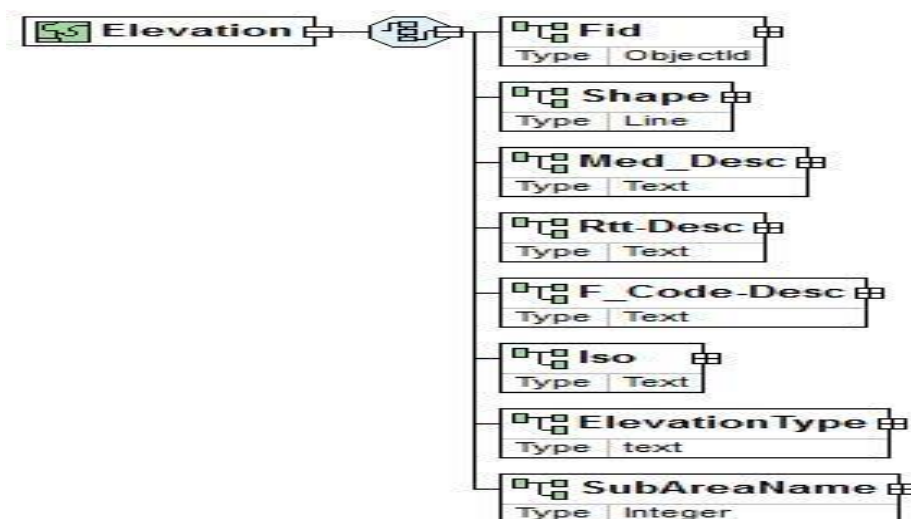 Elevation
Fid
Type ObjectId
Shape
Type Line
Med_Desc
Type Text
Rtt-Desc
Type Text
F_Code-Desc
Type Text
Iso
Type Text
ElevationType
Type text
SubAreaName
Type Integer